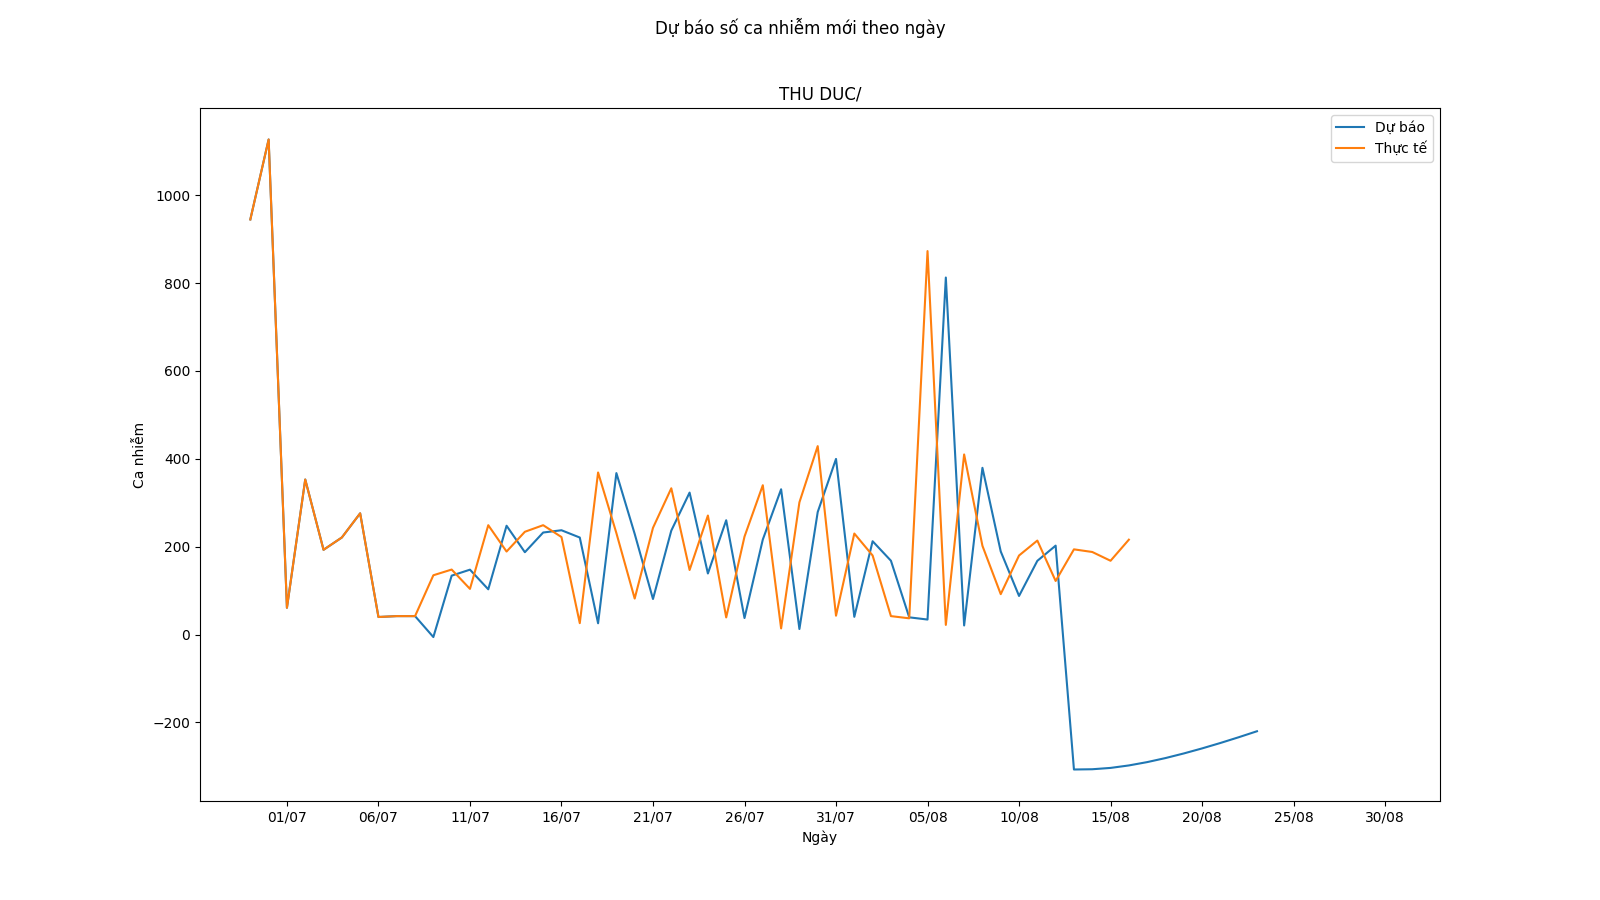 Dự báo số ca nhiễm mới theo ngày
THU DUC/
Dự báo
Thực tế
Ca nhiễm
1000
800
600
400
200
0
−200
01/07 06/07 11/07 16/07 21/07 26/07 31/07 05/08 10/08 15/08 20/08 25/08 30/08
Ngày